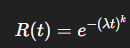 R(t) = e^{-(λt)^k}